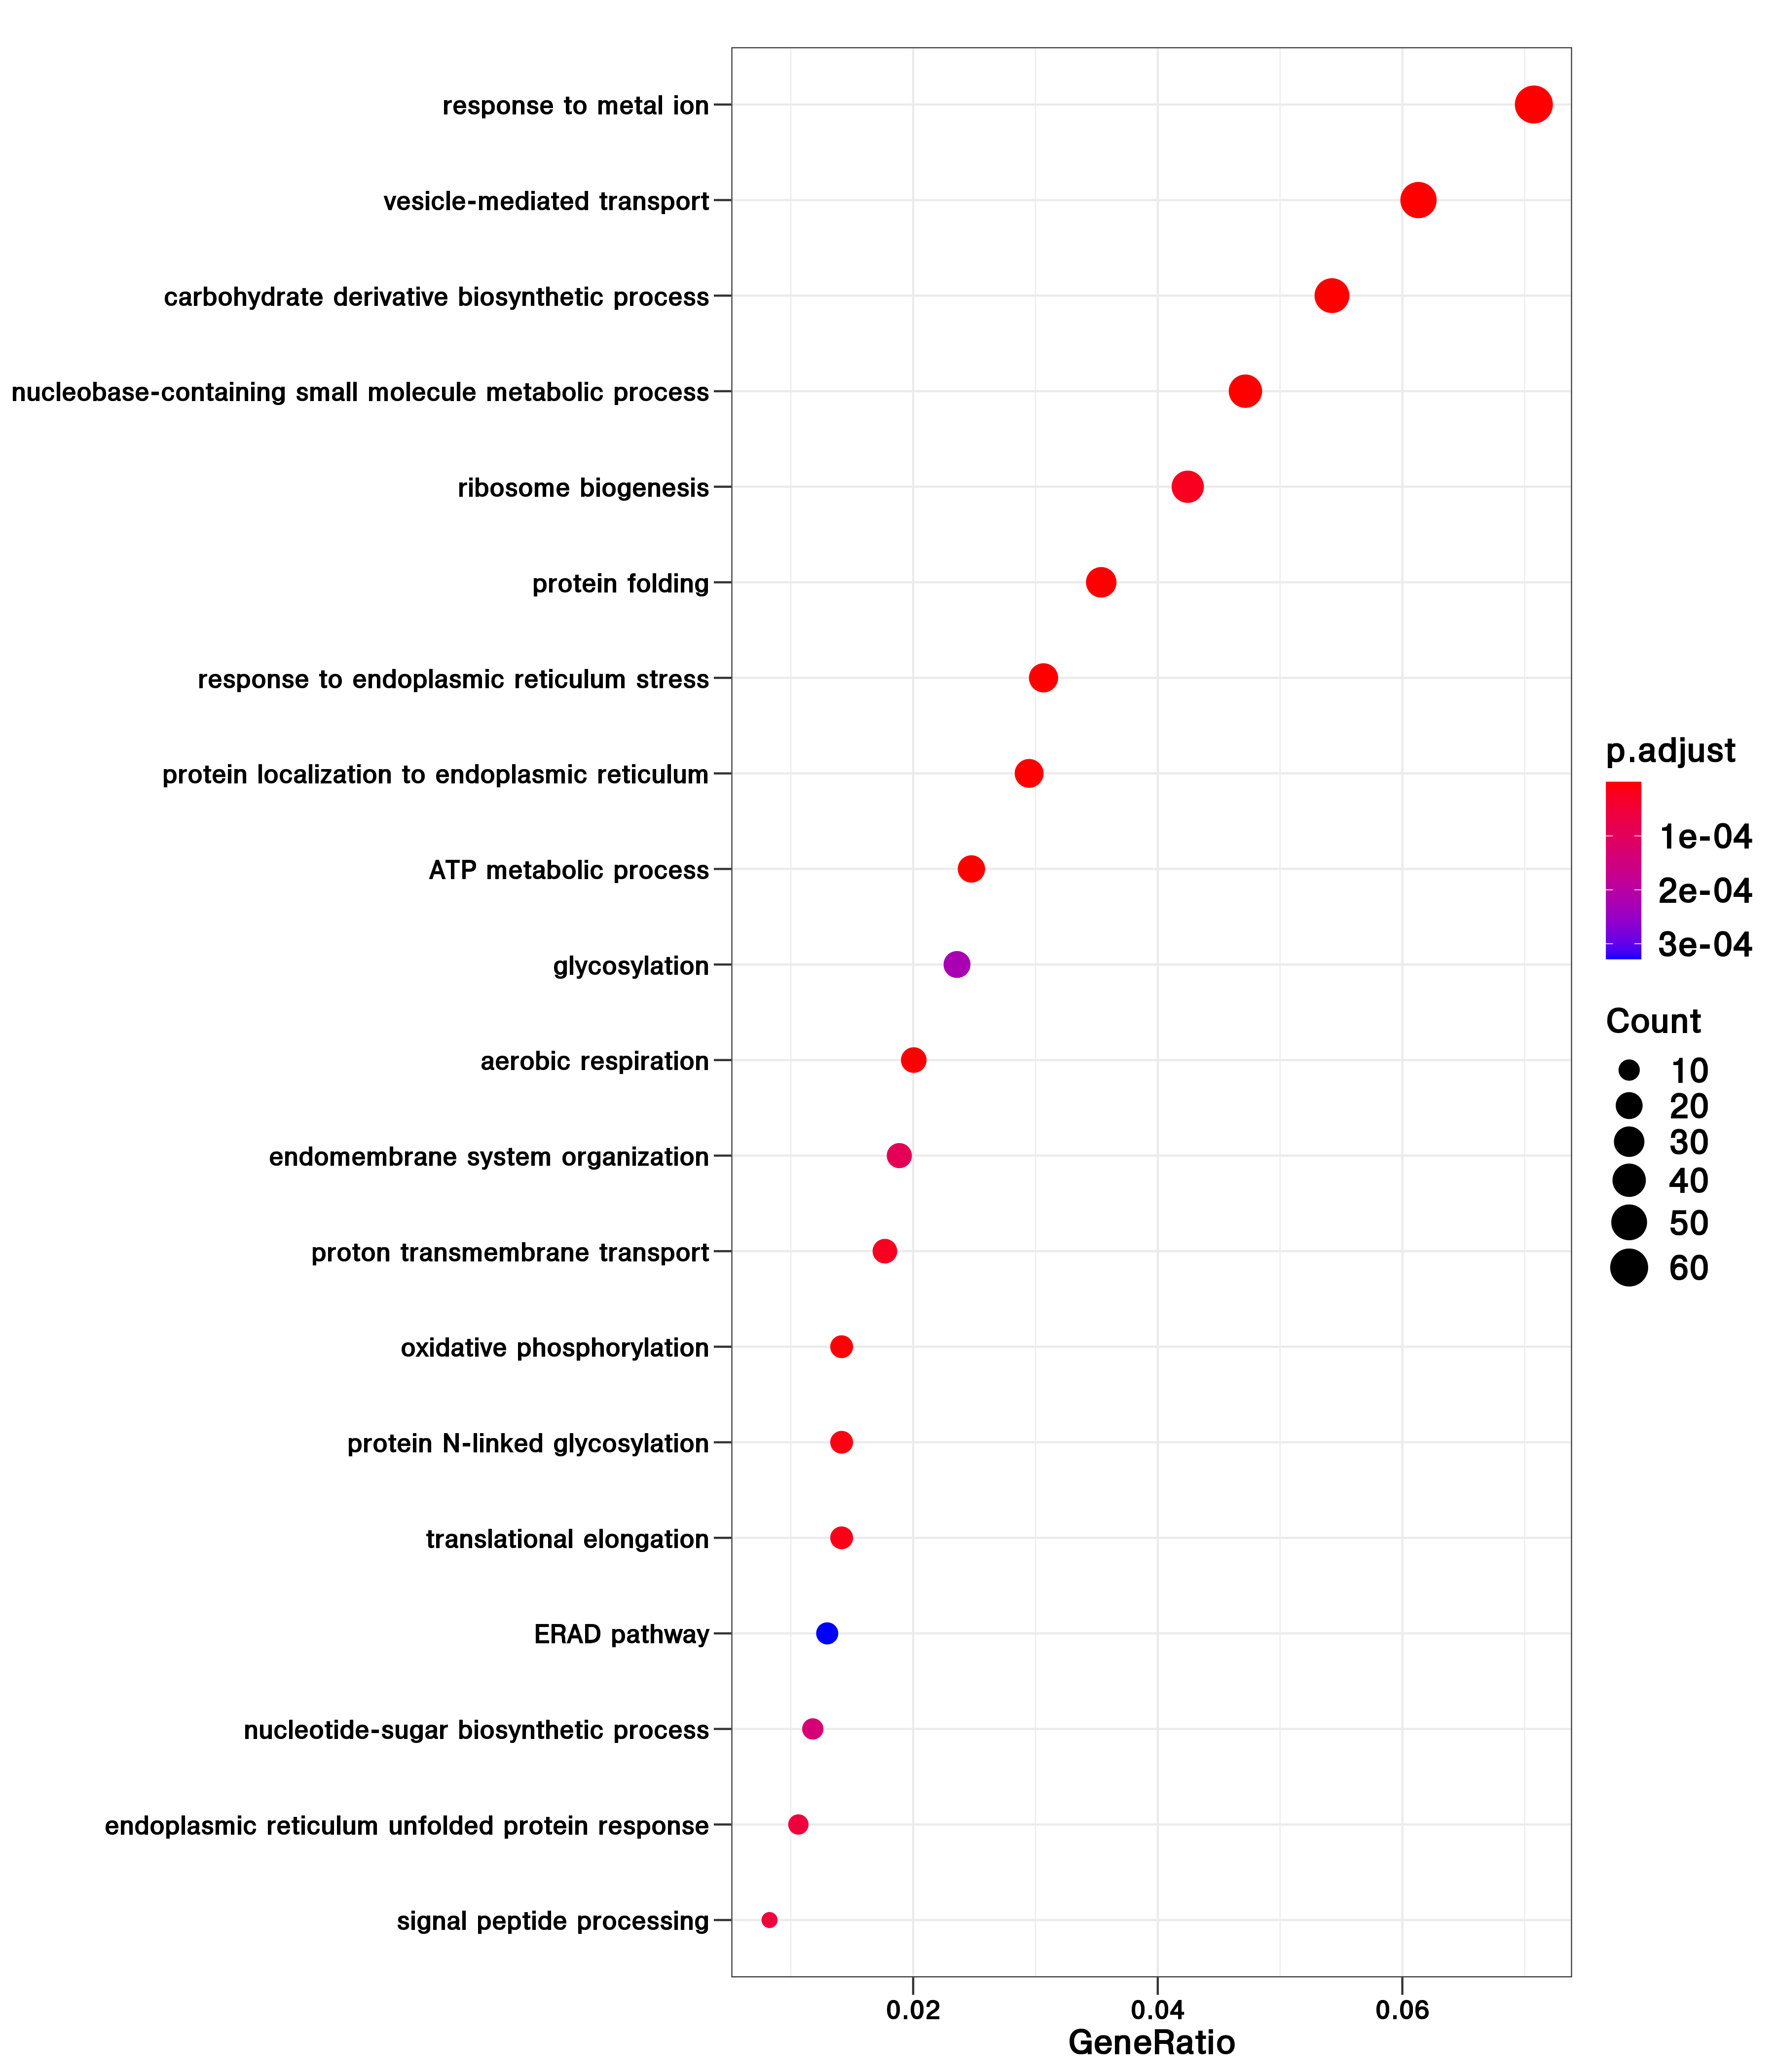 response to metal ion
vesicle-mediated transport
carbohydrate derivative biosynthetic process
nucleobase-containing small molecule metabolic process
ribosome biogenesis
protein folding
response to endoplasmic reticulum stress
protein localization to endoplasmic reticulum
ATP metabolic process
glycosylation
aerobic respiration
endomembrane system organization
proton transmembrane transport
oxidative phosphorylation
protein N-linked glycosylation
translational elongation
ERAD pathway
nucleotide-sugar biosynthetic process
endoplasmic reticulum unfolded protein response
signal peptide processing
0.02 0.04 0.06
GeneRatio
p.adjust
1e-04
2e-04
3e-04
Count
10
20
30
40
50
60